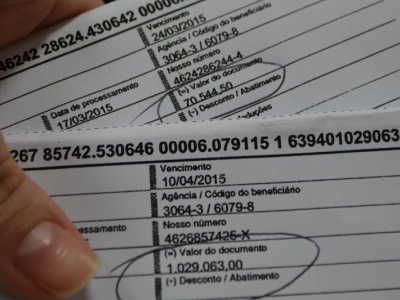 46242 28624.430642 00006
Vencimento
24/03/2015
Agência / Código do beneficiário
3064-3 / 6079-8
Nosso número
4624286244-4
Data de processamento
(=) Valor do documento
17/03/2015
70.544,50
(-) Desconto / Abatimento
267 85742.530646 00006.079115 1 639401029063
Vencimento
10/04/2015
Agência / Código do beneficiário
3064-3 / 6079-8
Nosso número
4626857425-X
(=) Valor do documento
1.029.063,00
(-) Desconto / Abatimento